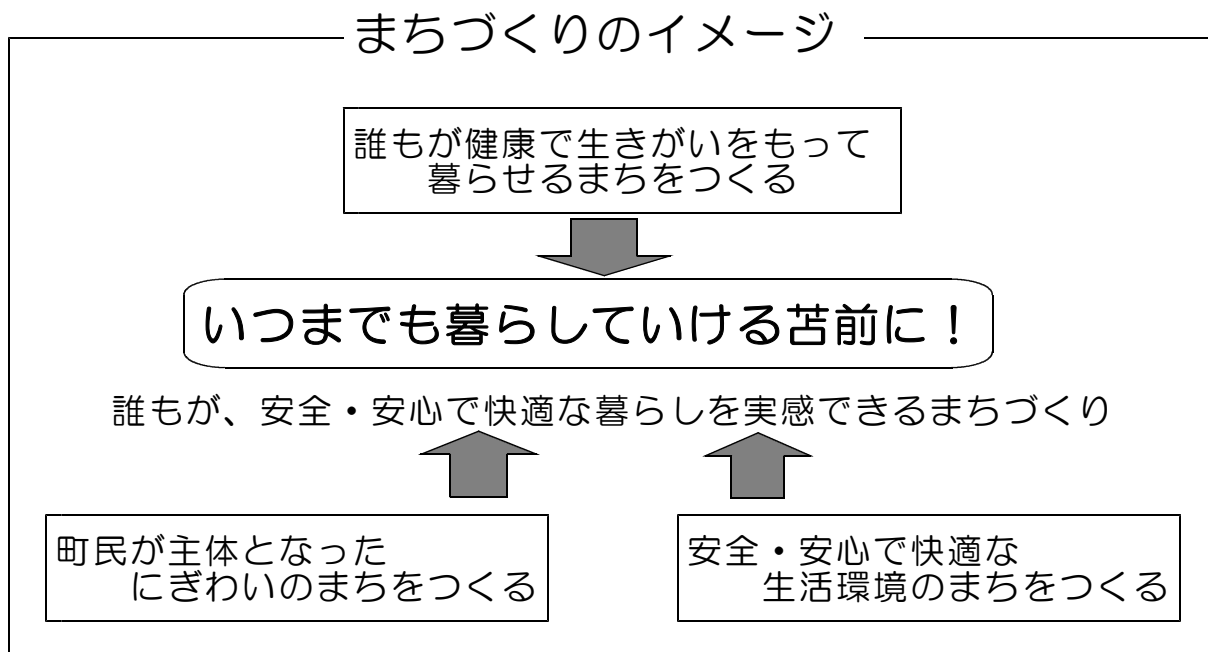 まちづくりのイメージ
誰もが健康で生きがいをもって
暮らせるまちをつくる
いつまでも暮らしていける苫前に！
誰もが、安全・安心で快適な暮らしを実感できるまちづくり
町民が主体となった
にぎわいのまちをつくる
安全・安心で快適な
生活環境のまちをつくる